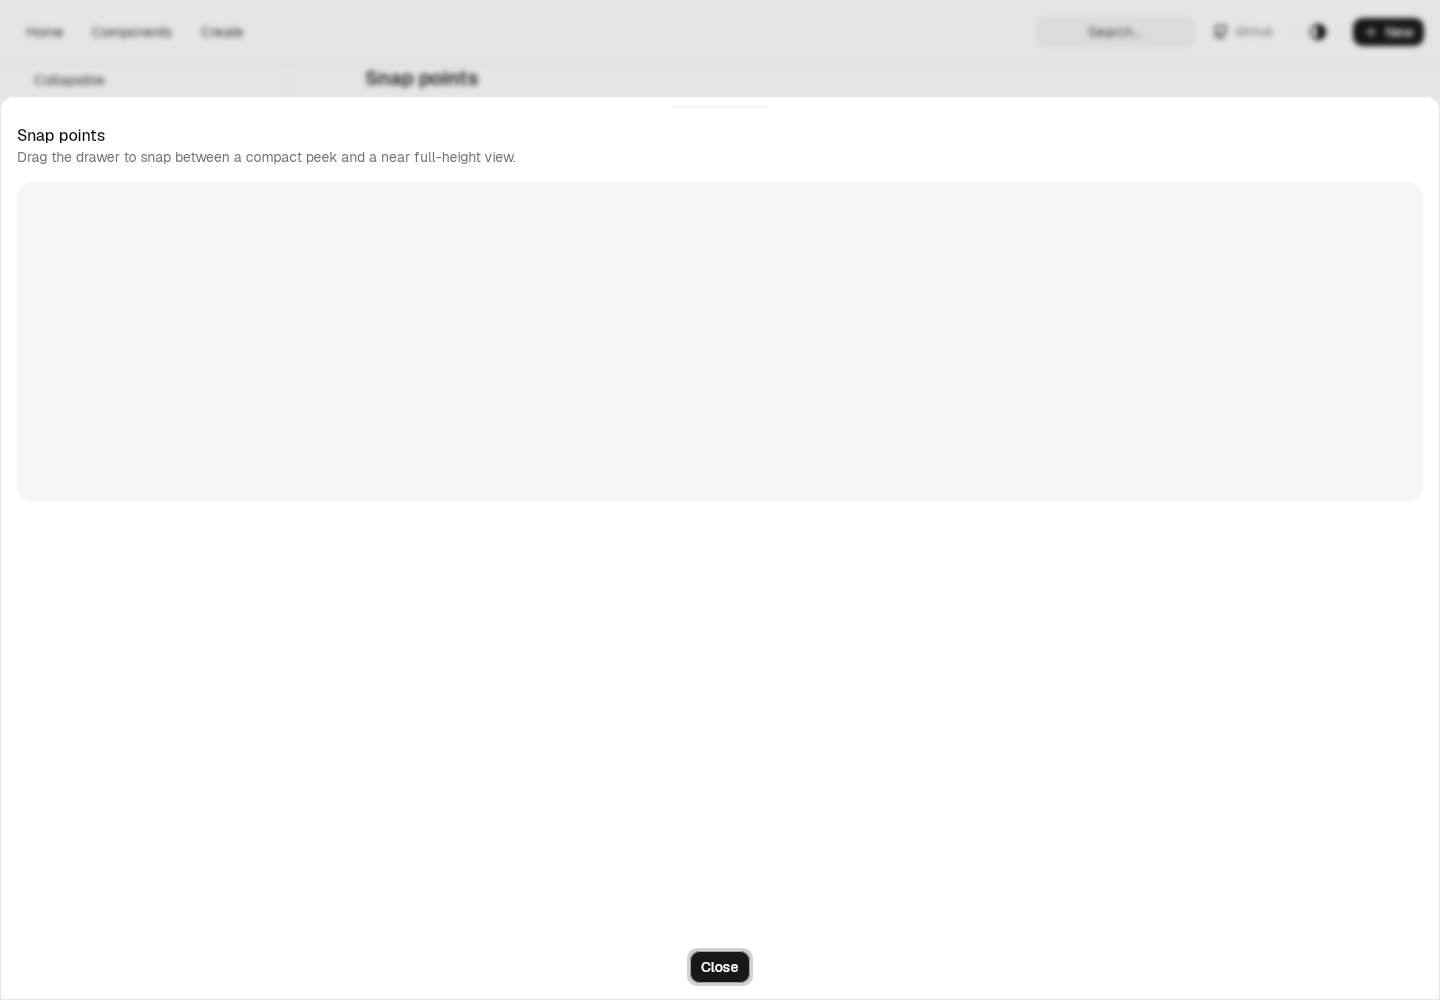 Home
Components
Create
Search...
GitHub
New
Collapsible
Snap points
Snap points
Drag the drawer to snap between a compact peek and a near full-height view.
Close